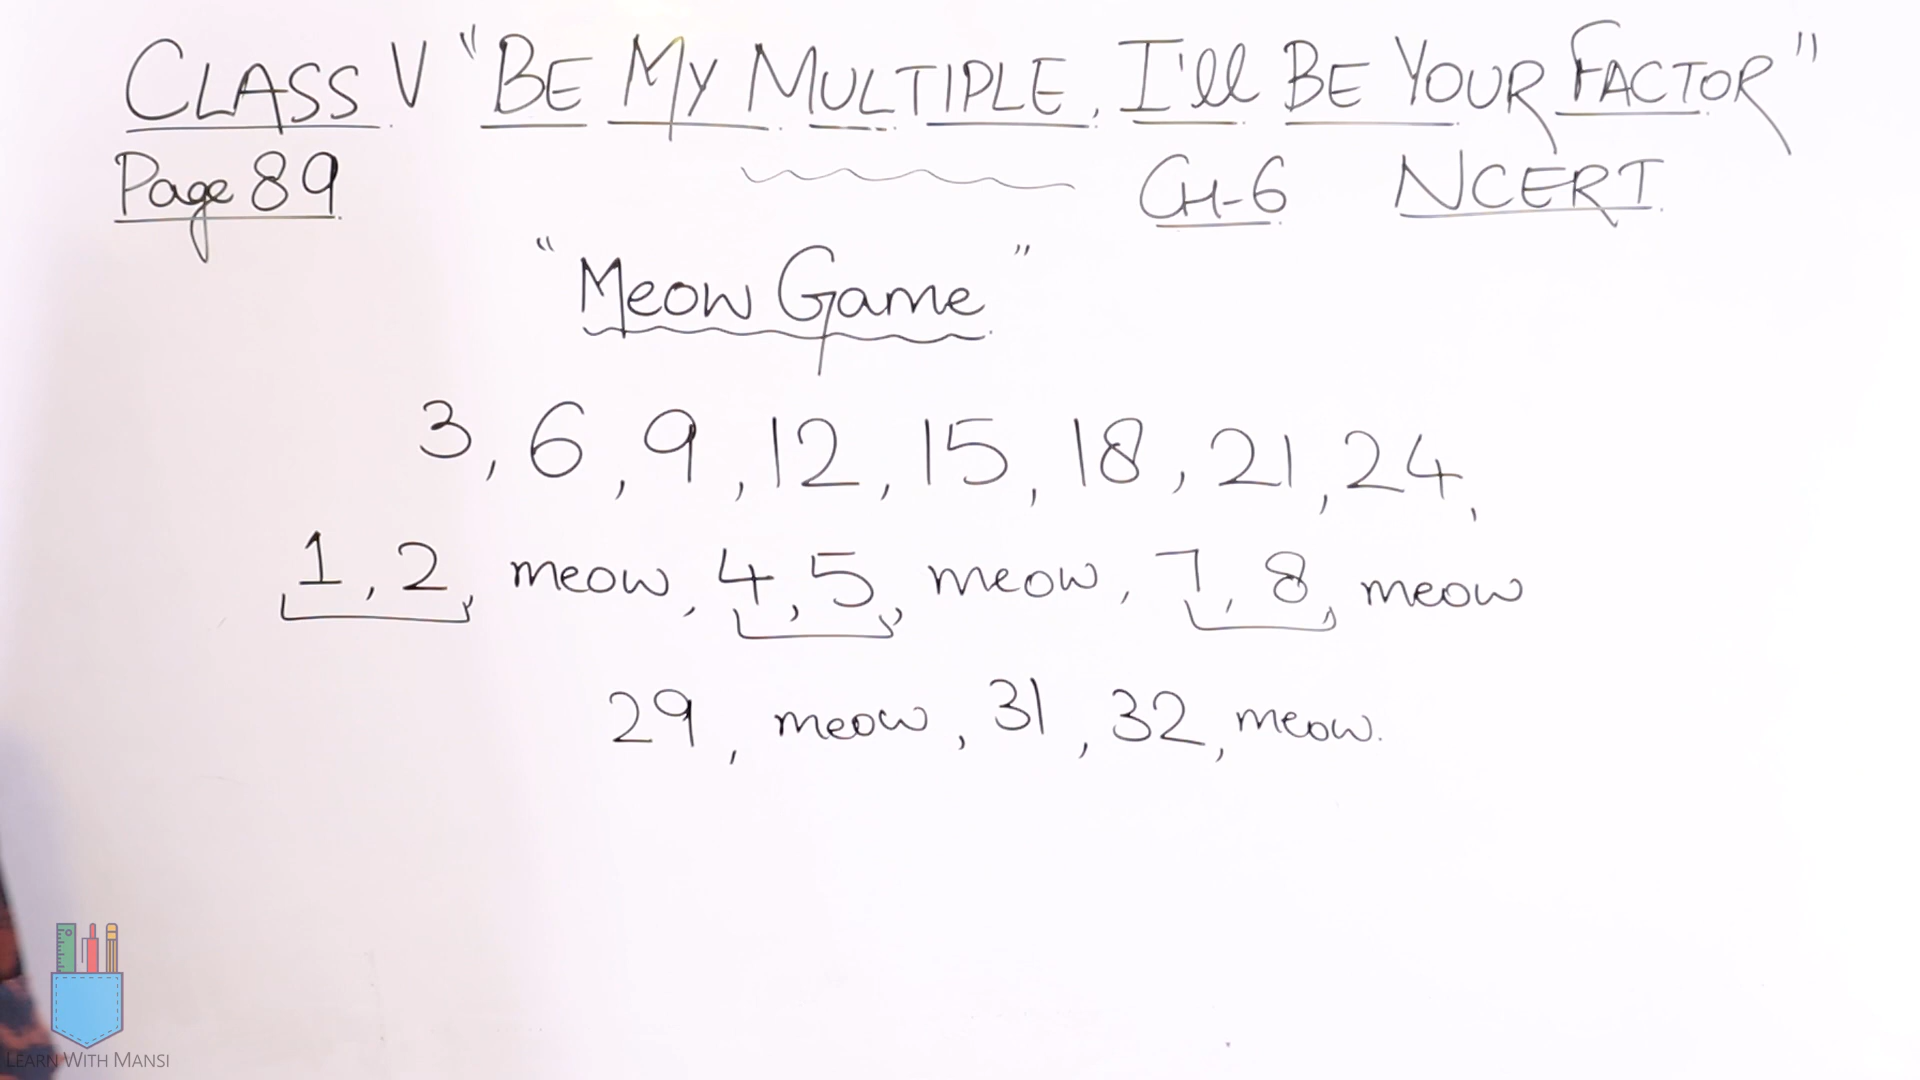 CLASS V "BE MY MULTIPLE, I'll BE YOUR FACTOR"
Page 89 CH-6 NCERT
"Meow Game"
3, 6, 9, 12, 15, 18, 21, 24,
1, 2, meow, 4, 5, meow, 7, 8, meow
29, meow, 31, 32, meow.
LEARN WITH MANSI